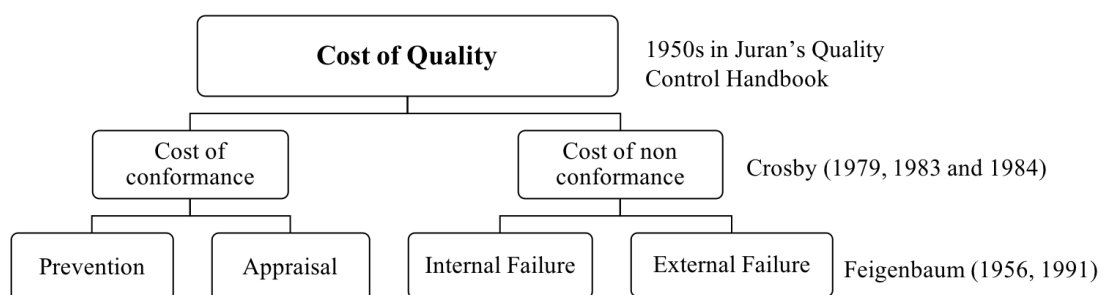 Cost of Quality
1950s in Juran’s Quality
Control Handbook
Cost of
conformance
Cost of non
conformance
Crosby (1979, 1983 and 1984)
Prevention
Appraisal
Internal Failure
External Failure
Feigenbaum (1956, 1991)